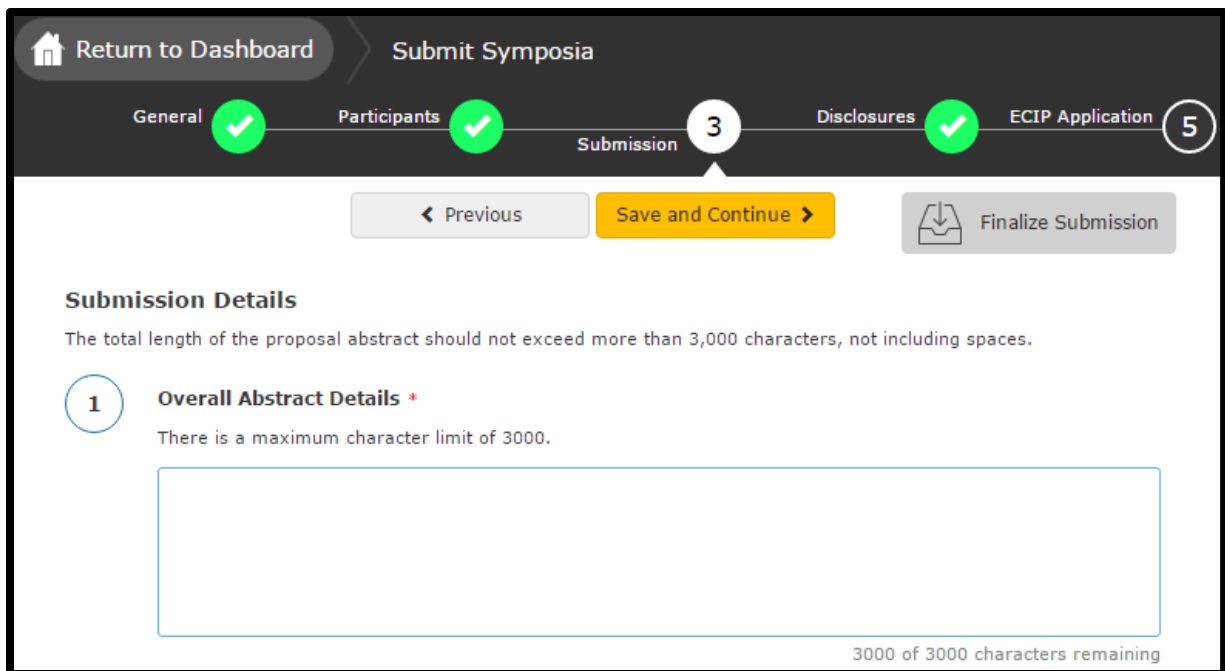 Return to Dashboard
Submit Symposia
General
Participants
Submission
3
Disclosures
ECIP Application
5
Previous
Save and Continue
Finalize Submission
Submission Details
The total length of the proposal abstract should not exceed more than 3,000 characters, not including spaces.
1
Overall Abstract Details *
There is a maximum character limit of 3000.
3000 of 3000 characters remaining